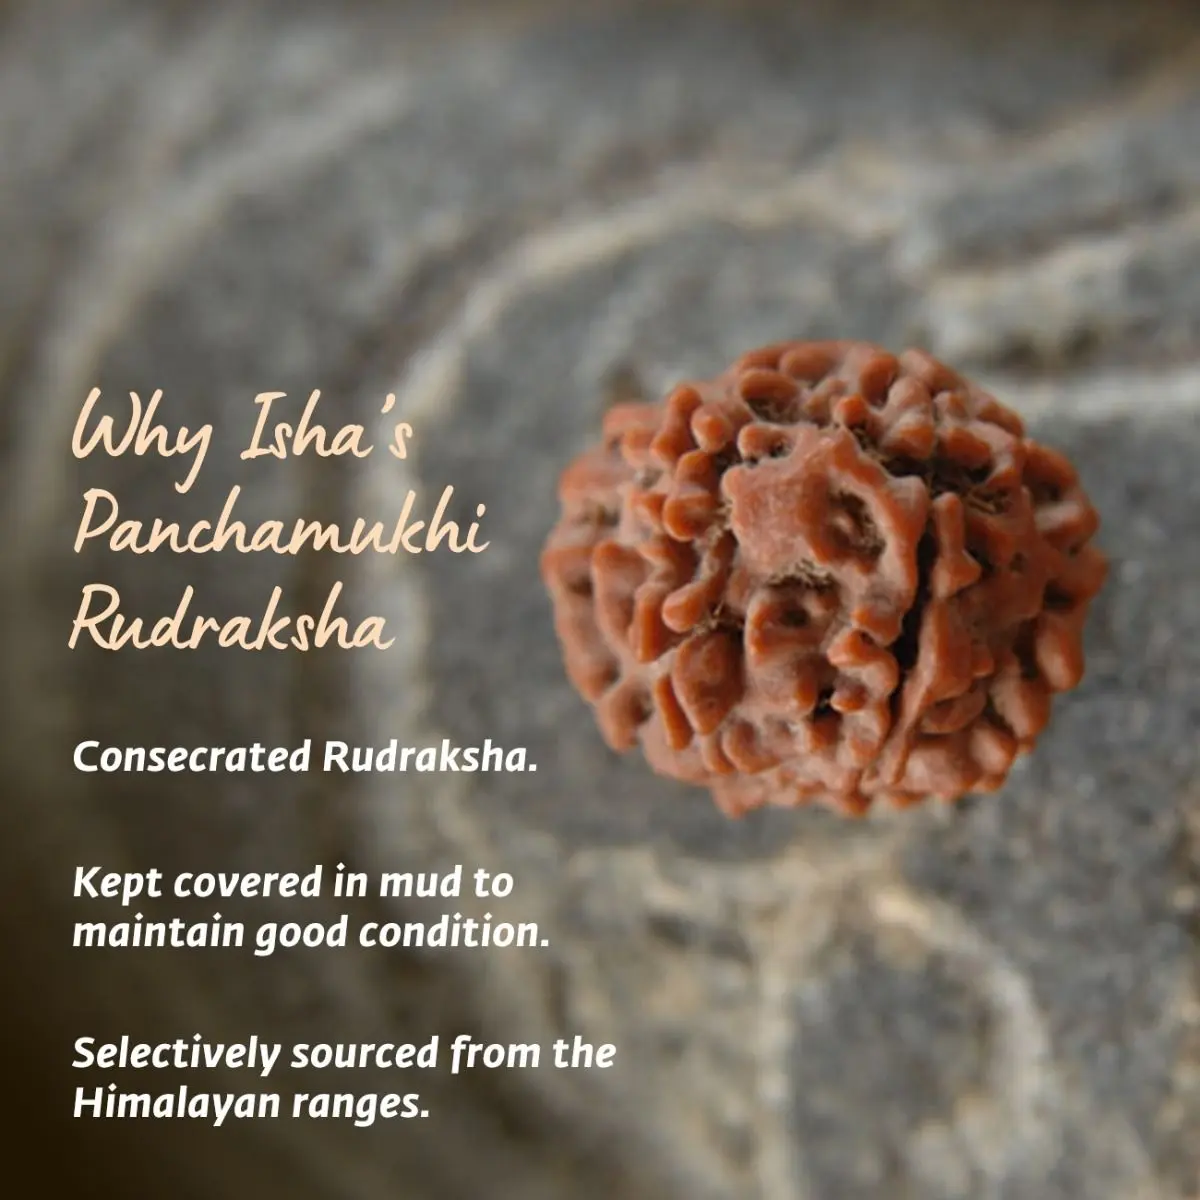 Why Isha's
Panchamukhi
Rudraksha
Consecrated Rudraksha.
Kept covered in mud to
maintain good condition.
Selectively sourced from the
Himalayan ranges.